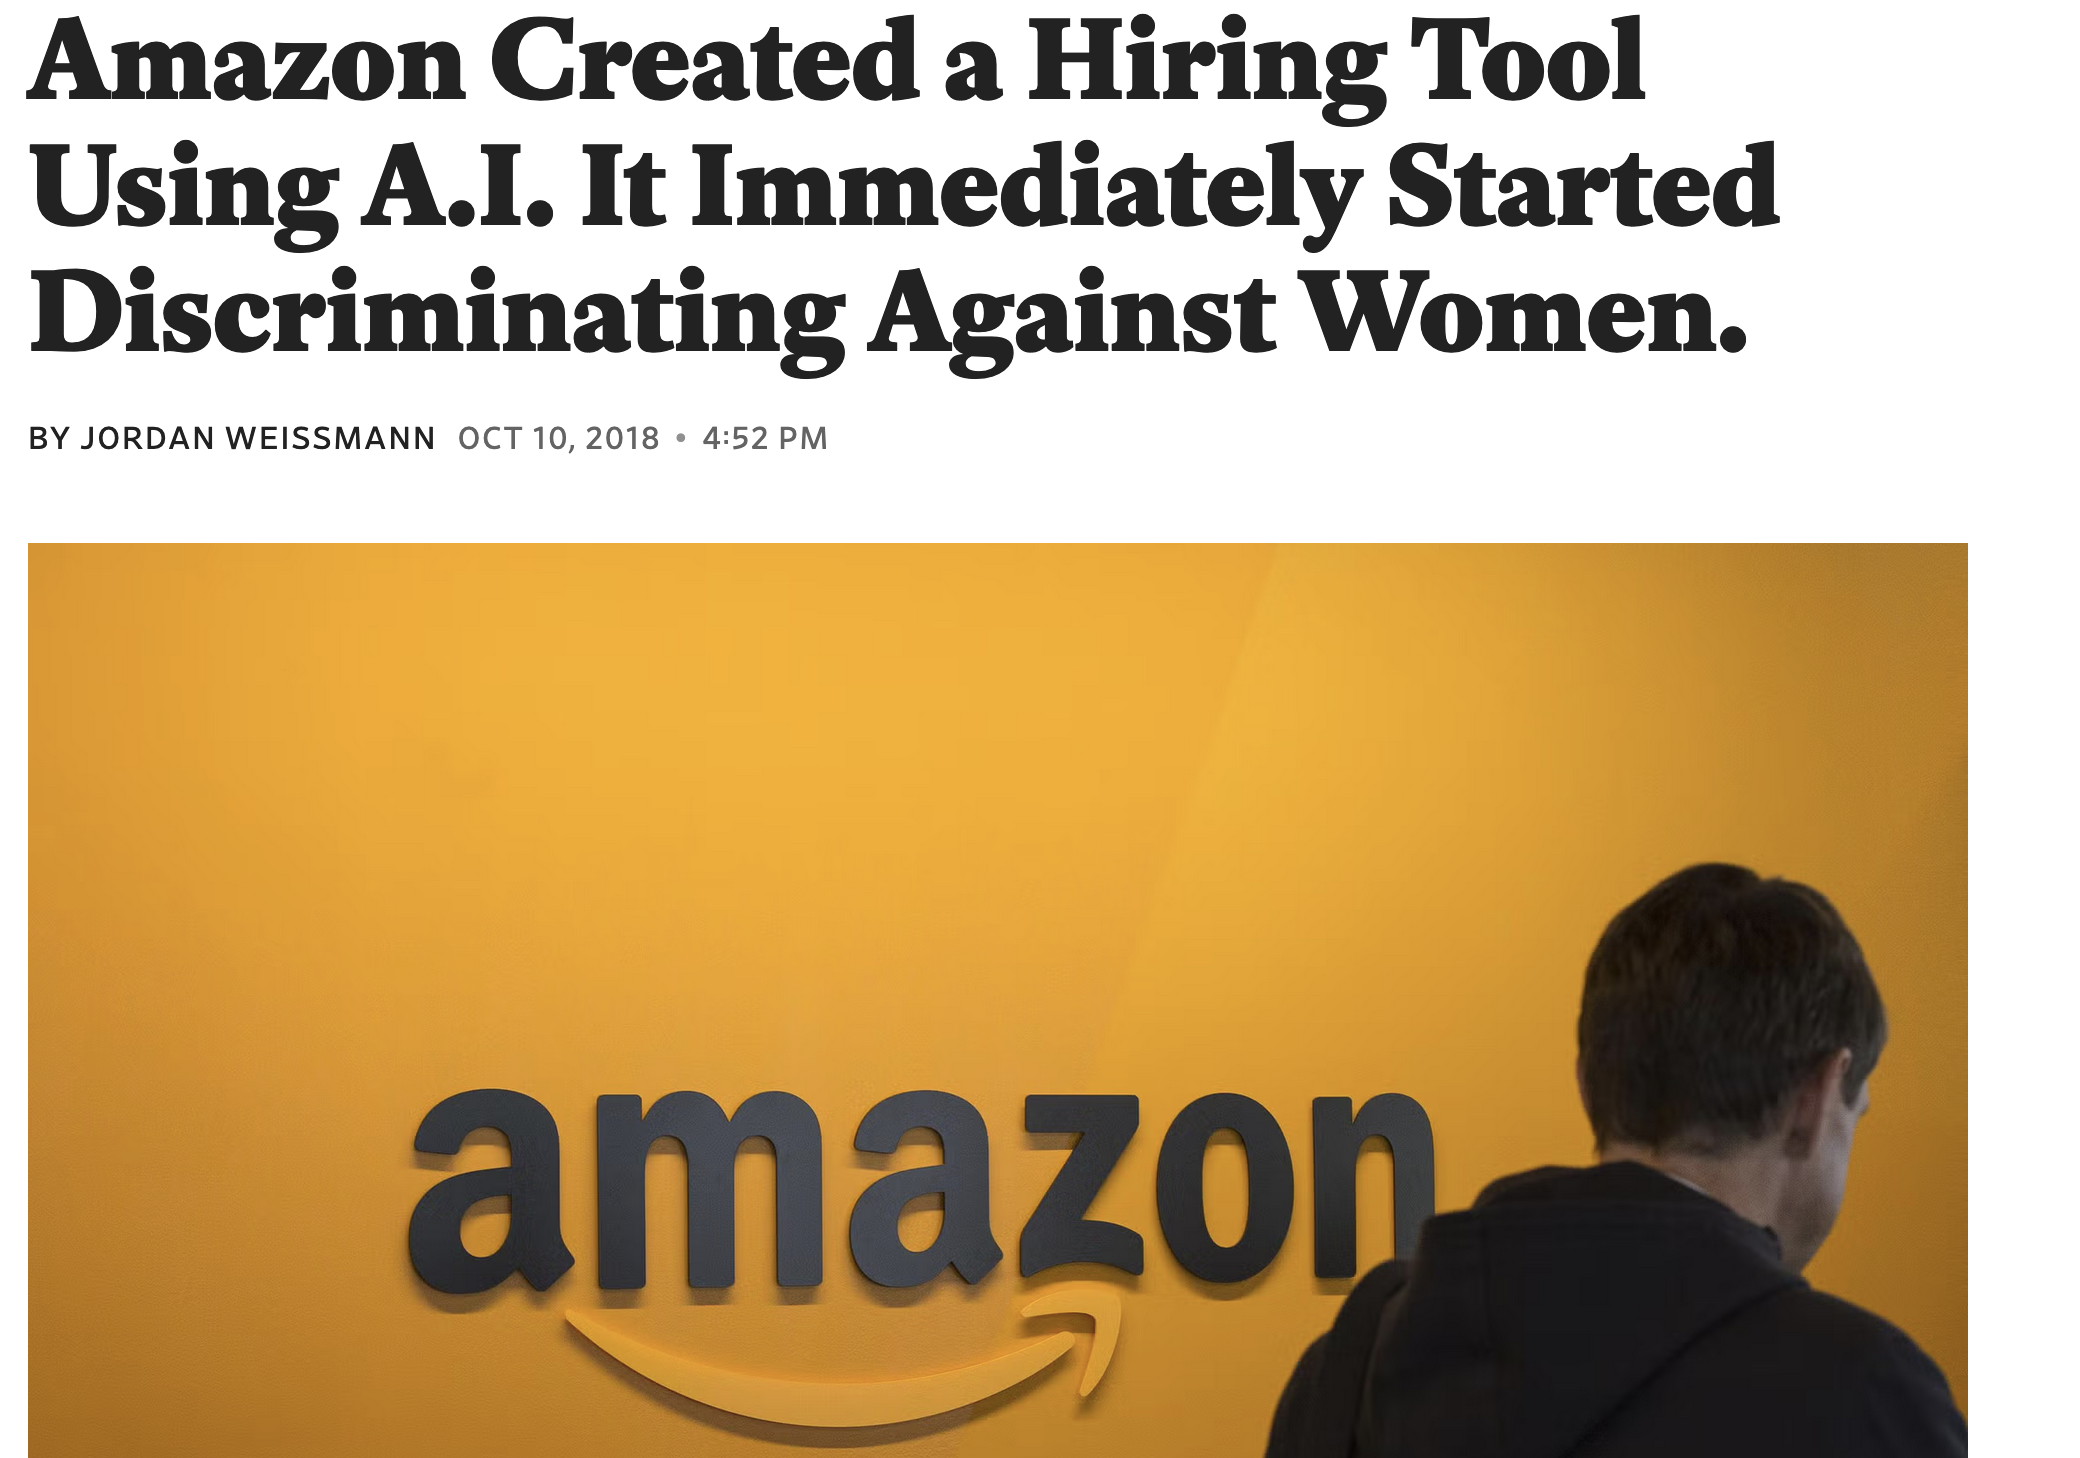 Amazon Created a Hiring Tool
Using A.I. It Immediately Started
Discriminating Against Women.
BY JORDAN WEISSMANN OCT 10, 2018 • 4:52 PM
amazon